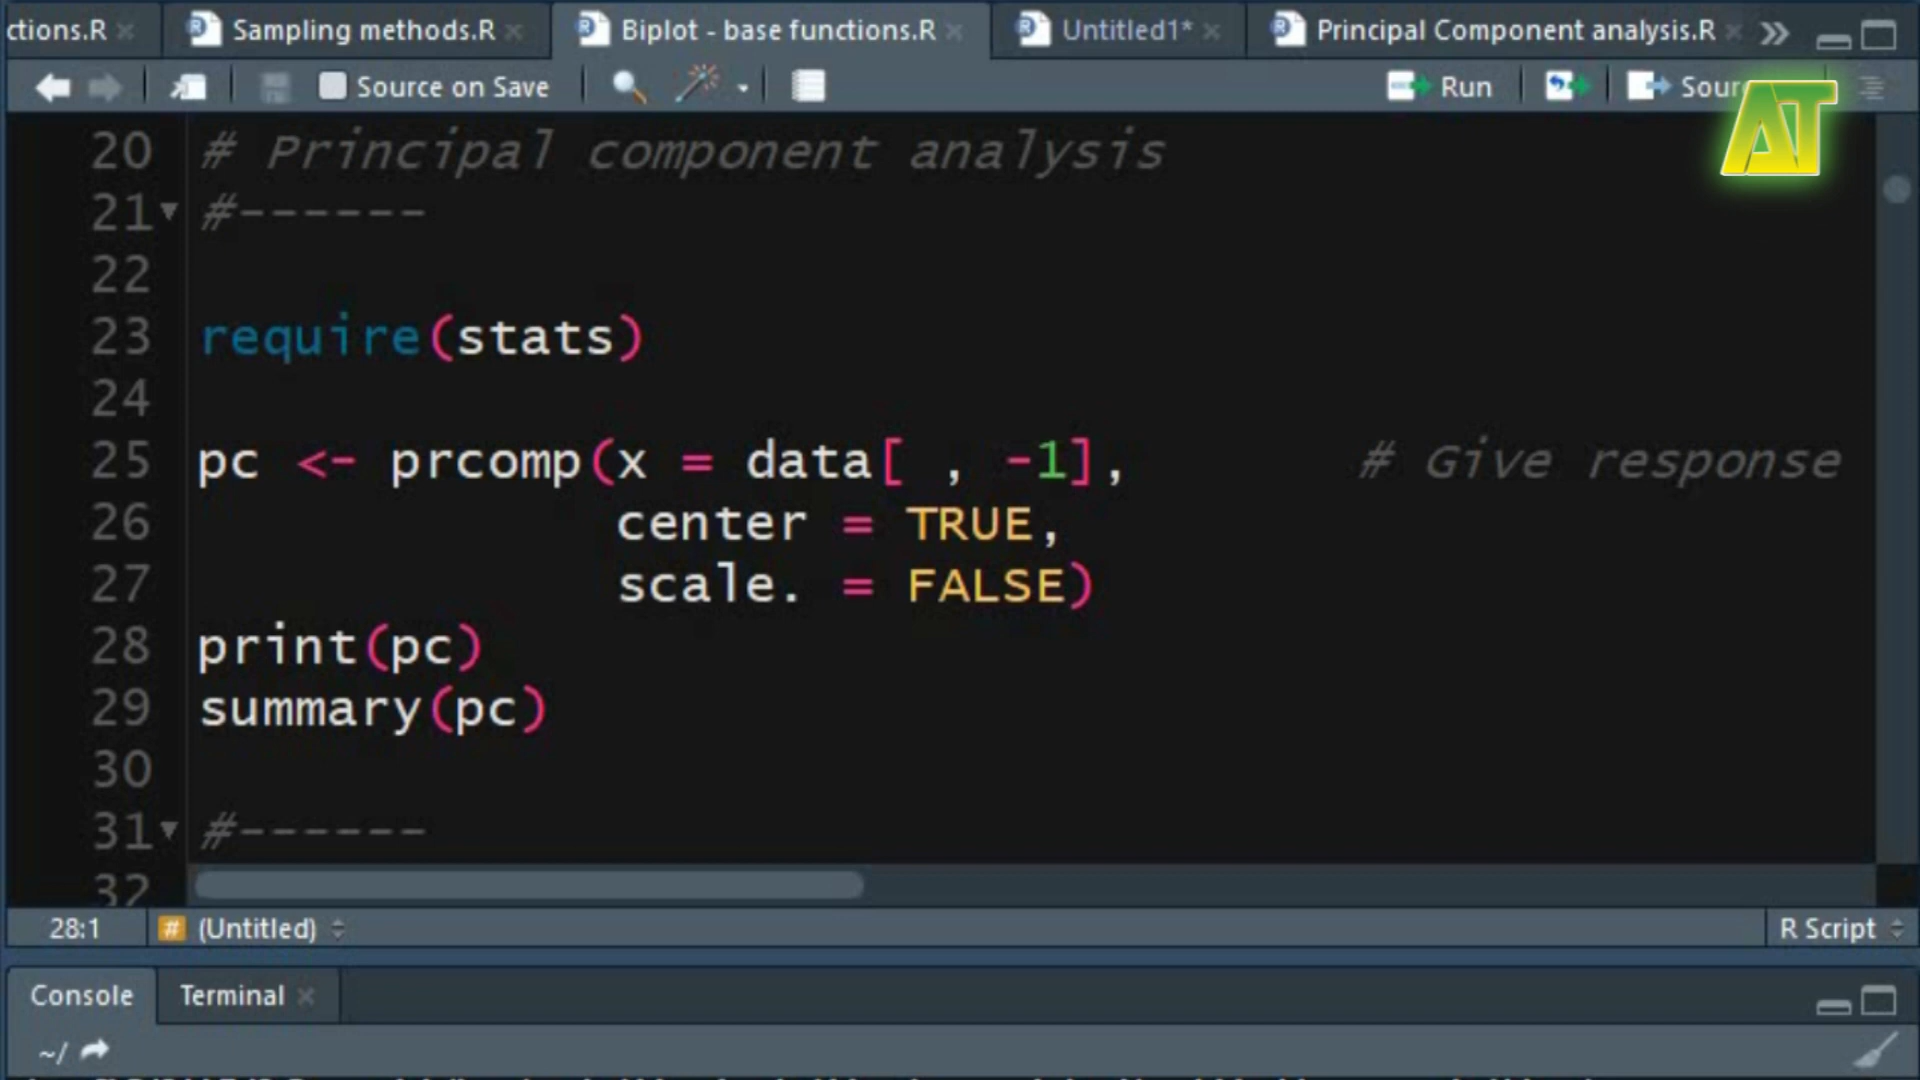 ctions.R
Sampling methods.R
Biplot - base functions.R
Untitled1*
Principal Component analysis.R
Source on Save
Run
AT
20 # Principal component analysis
21 #------
22
23 require(stats)
24
25 pc <- prcomp(x = data[ , -1], # Give response
26 center = TRUE,
27 scale. = FALSE)
28 print(pc)
29 summary(pc)
30
31 #------
32
28:1 # (Untitled) R Script
Console Terminal
~/